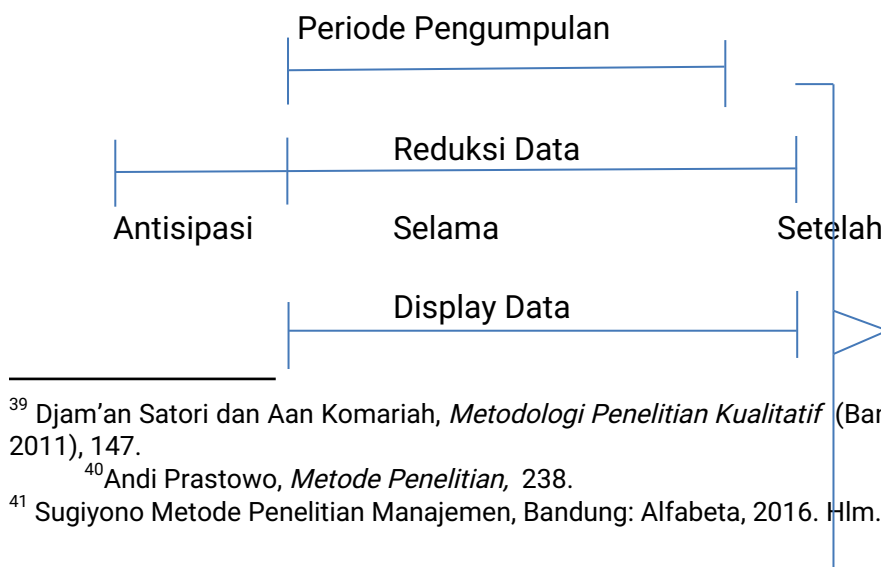 Periode Pengumpulan
Reduksi Data
Antisipasi Selama Setelah
Display Data
39 Djam’an Satori dan Aan Komariah, Metodologi Penelitian Kualitatif (Ban
2011), 147.
40Andi Prastowo, Metode Penelitian, 238.
41 Sugiyono Metode Penelitian Manajemen, Bandung: Alfabeta, 2016. Hlm.